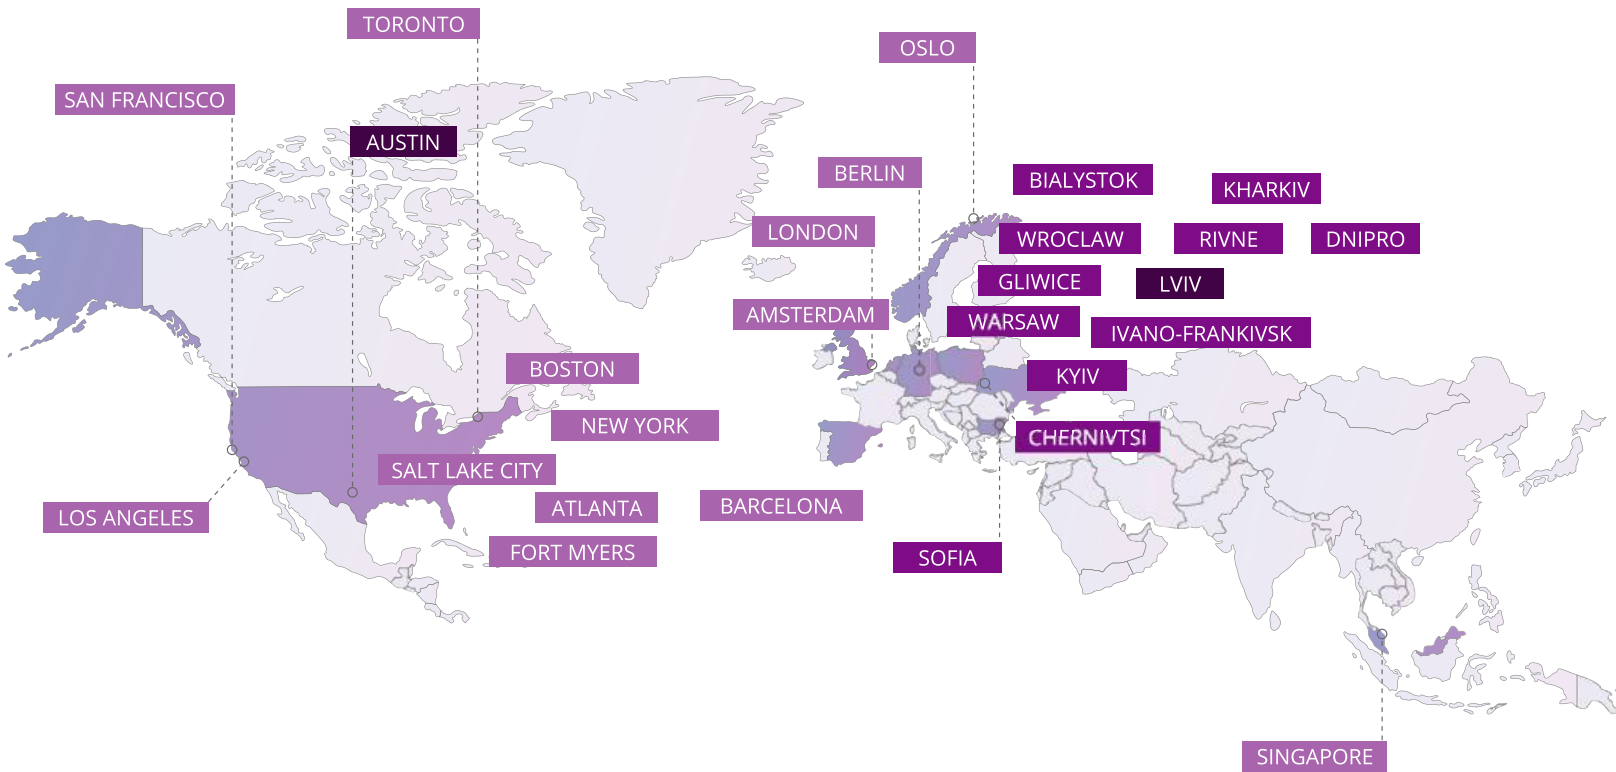 TORONTO
OSLO
SAN FRANCISCO
AUSTIN
BERLIN
BIALYSTOK
KHARKIV
LONDON
WROCLAW
RIVNE
DNIPRO
GLIWICE
LVIV
AMSTERDAM
WARSAW
IVANO-FRANKIVSK
BOSTON
KYIV
NEW YORK
CHERNIVTSI
SALT LAKE CITY
ATLANTA
BARCELONA
LOS ANGELES
FORT MYERS
SOFIA
SINGAPORE